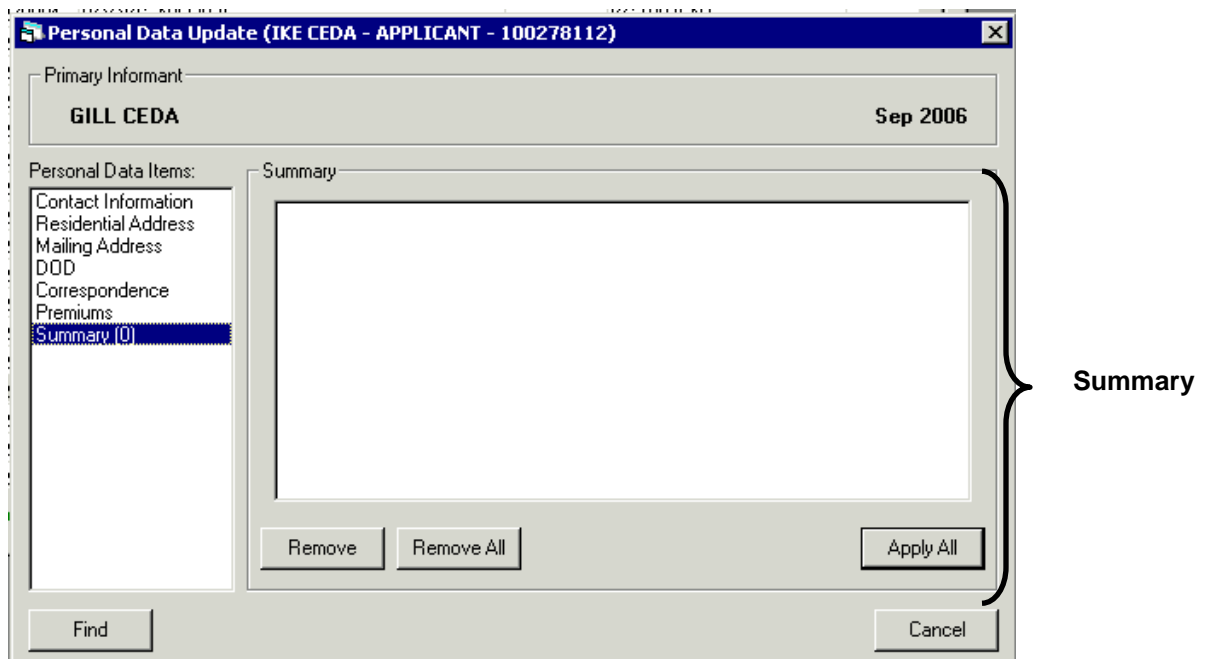 Personal Data Update (IKE CEDA - APPLICANT - 100278112)
Primary Informant
GILL CEDA Sep 2006
Personal Data Items:
Contact Information
Residential Address
Mailing Address
DOD
Correspondence
Premiums
Summary (0)
Summary
Remove Remove All Apply All
Find Cancel
Summary